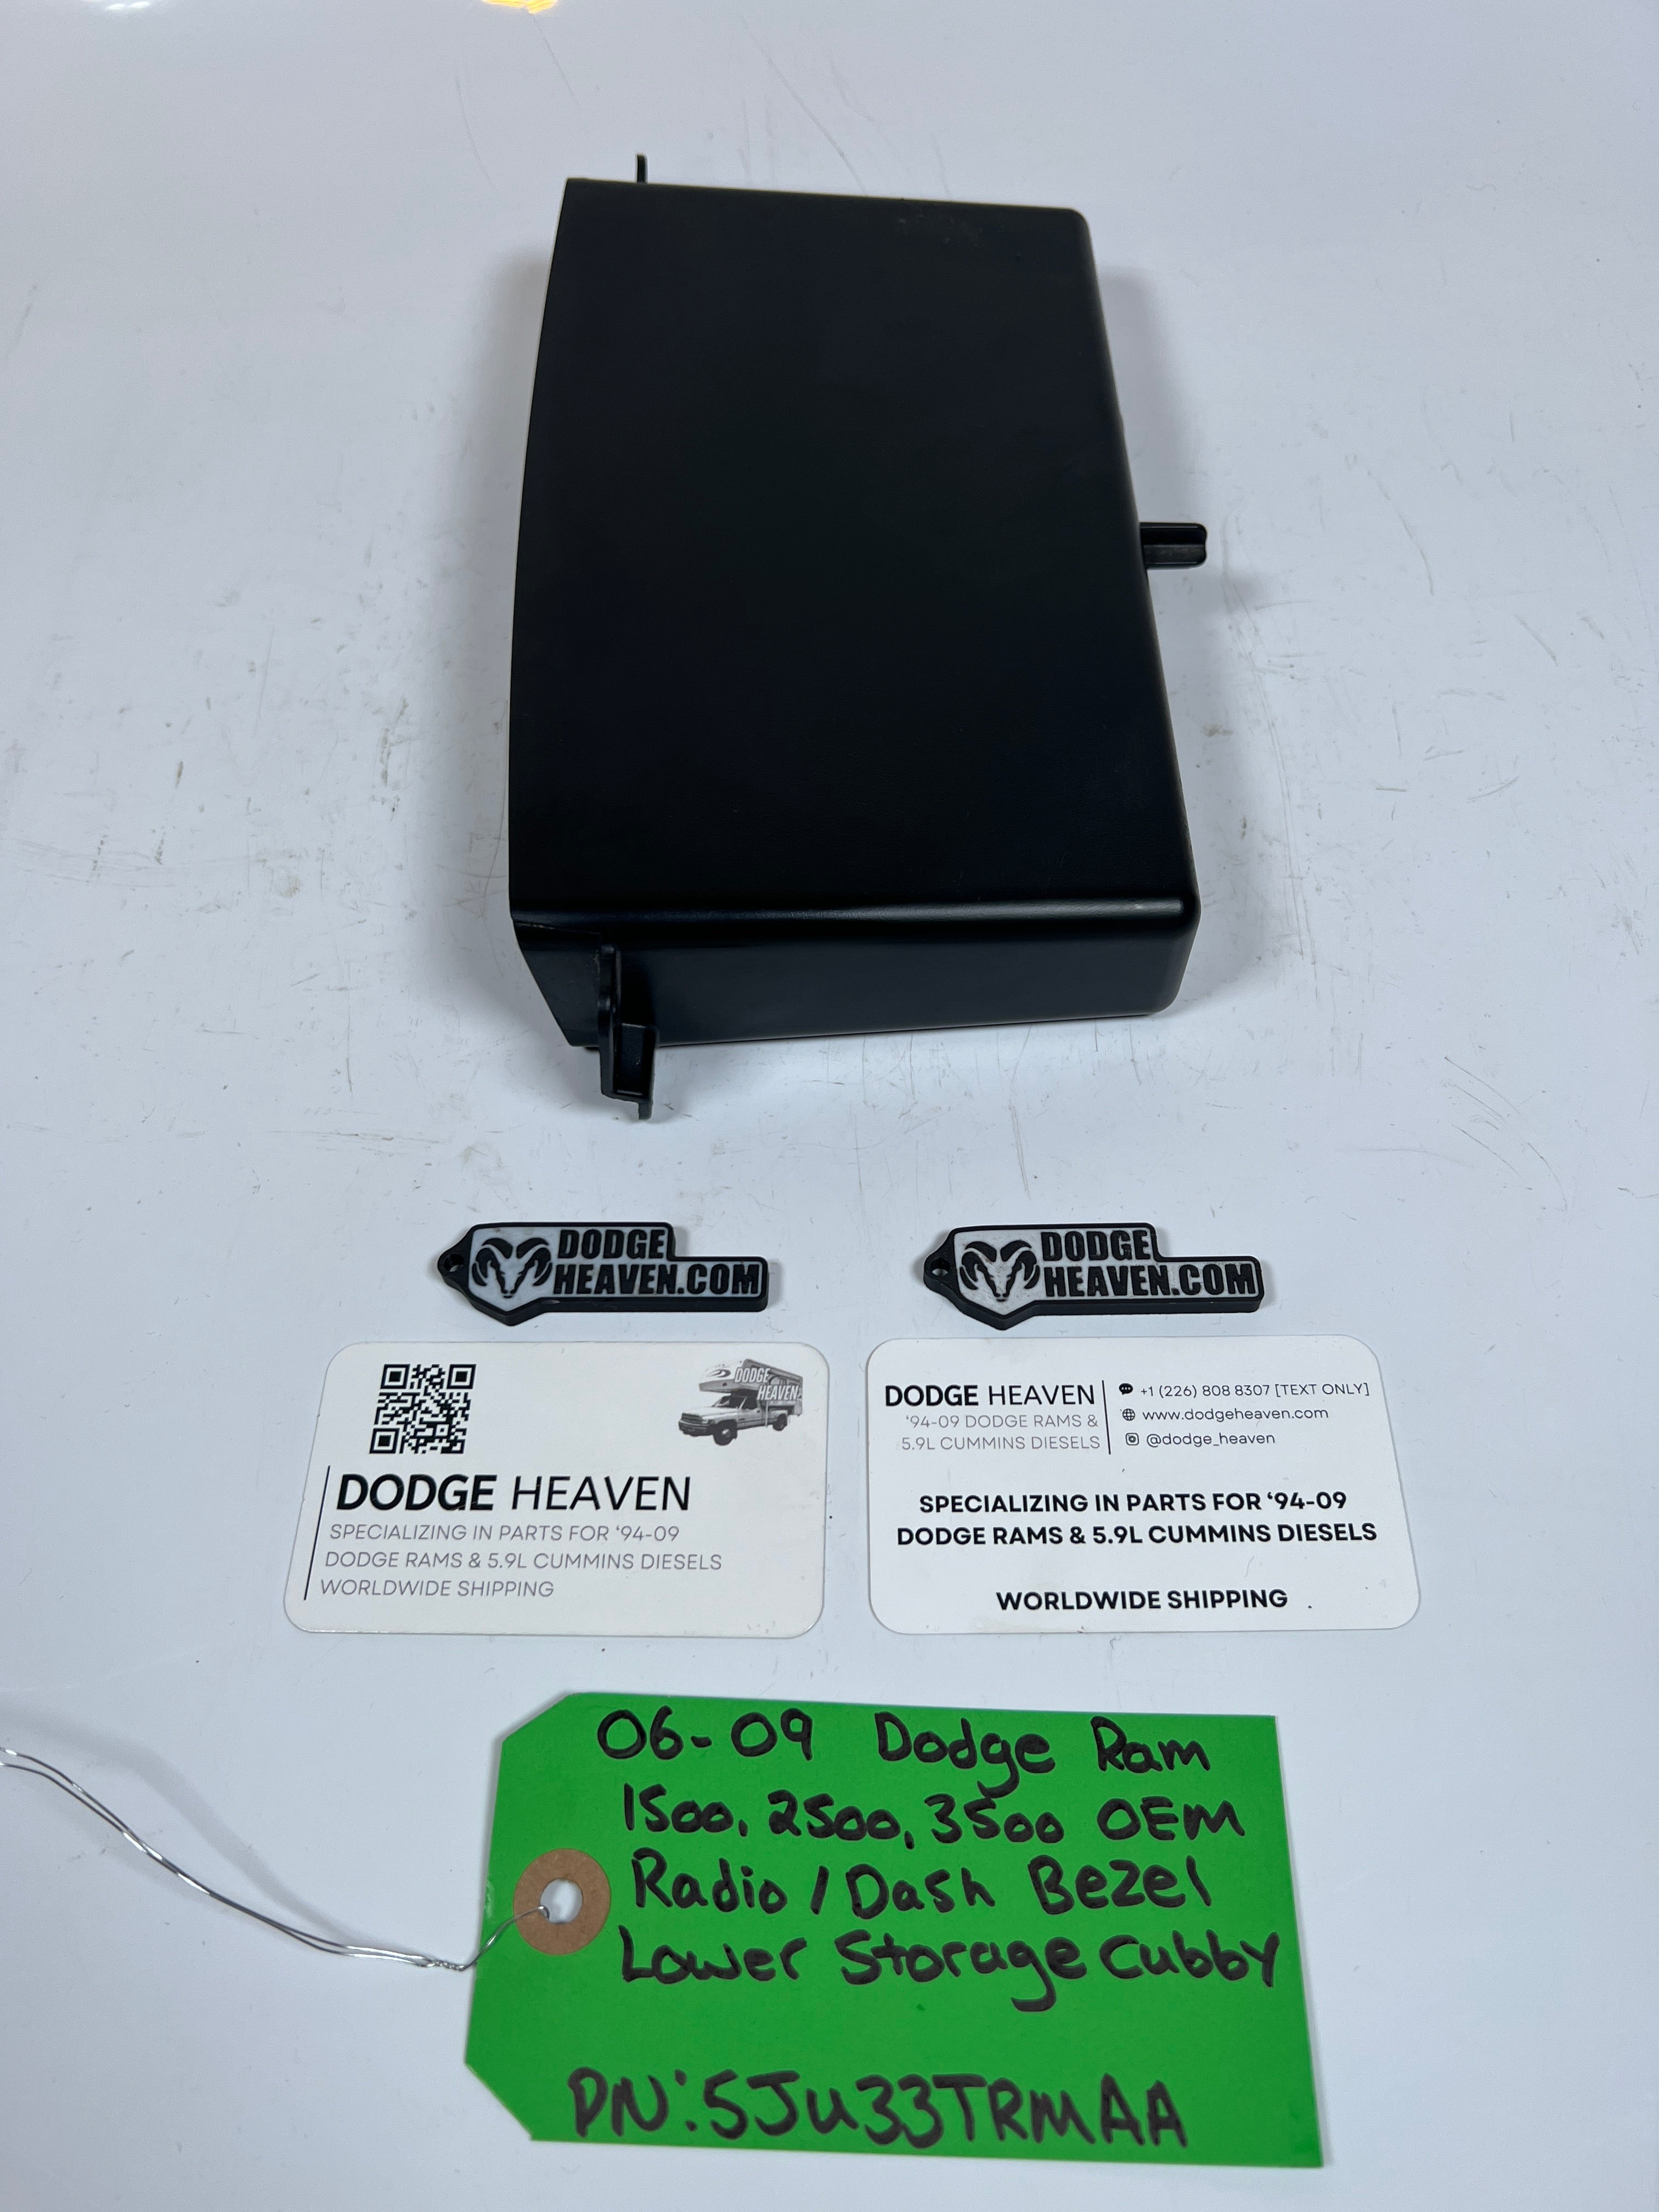 DODGE
HEAVEN.COM
DODGE
HEAVEN.COM
DODGE
HEAVEN
DODGE HEAVEN
SPECIALIZING IN PARTS FOR ‘94-09
DODGE RAMS & 5.9L CUMMINS DIESELS
WORLDWIDE SHIPPING
DODGE HEAVEN
‘94-09 DODGE RAMS &
5.9L CUMMINS DIESELS
+1 (226) 808 8307 [TEXT ONLY]
www.dodgeheaven.com
@dodge_heaven
SPECIALIZING IN PARTS FOR ‘94-09
DODGE RAMS & 5.9L CUMMINS DIESELS
WORLDWIDE SHIPPING
06-09 Dodge Ram
1500, 2500, 3500 OEM
Radio / Dash Bezel
Lower Storage Cubby
PN:5JU33TRMAA